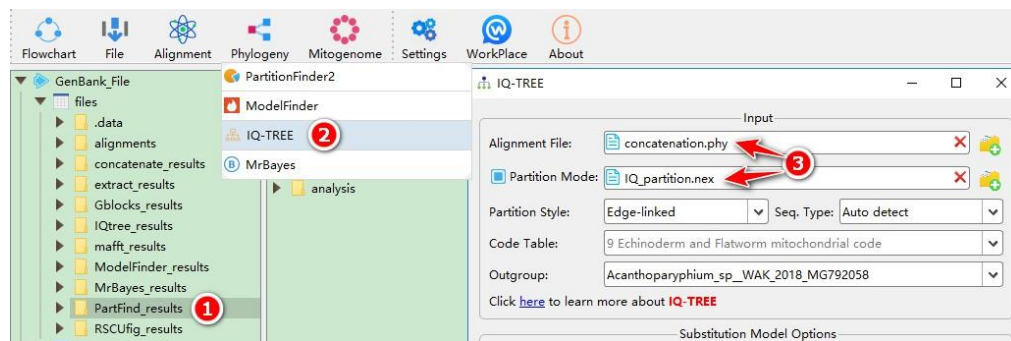 Flowchart File Alignment Phylogeny Mitogenome Settings WorkPlace About
GenBank_File
files
.data
alignments
concatenate_results
extract_results
Gblocks_results
IQtree_results
mafft_results
ModelFinder_results
MrBayes_results
PartFind_results 1
RSCUfig_results
PartitionFinder2
ModelFinder
IQ-TREE 2
B MrBayes
analysis
IQ-TREE
Input
Alignment File: concatenation.phy
3
Partition Mode: IQ_partition.nex
Partition Style: Edge-linked Seq. Type: Auto detect
Code Table: 9 Echinoderm and Flatworm mitochondrial code
Outgroup: Acanthoparyphium_sp__WAK_2018_MG792058
Click here to learn more about IQ-TREE
Substitution Model Options